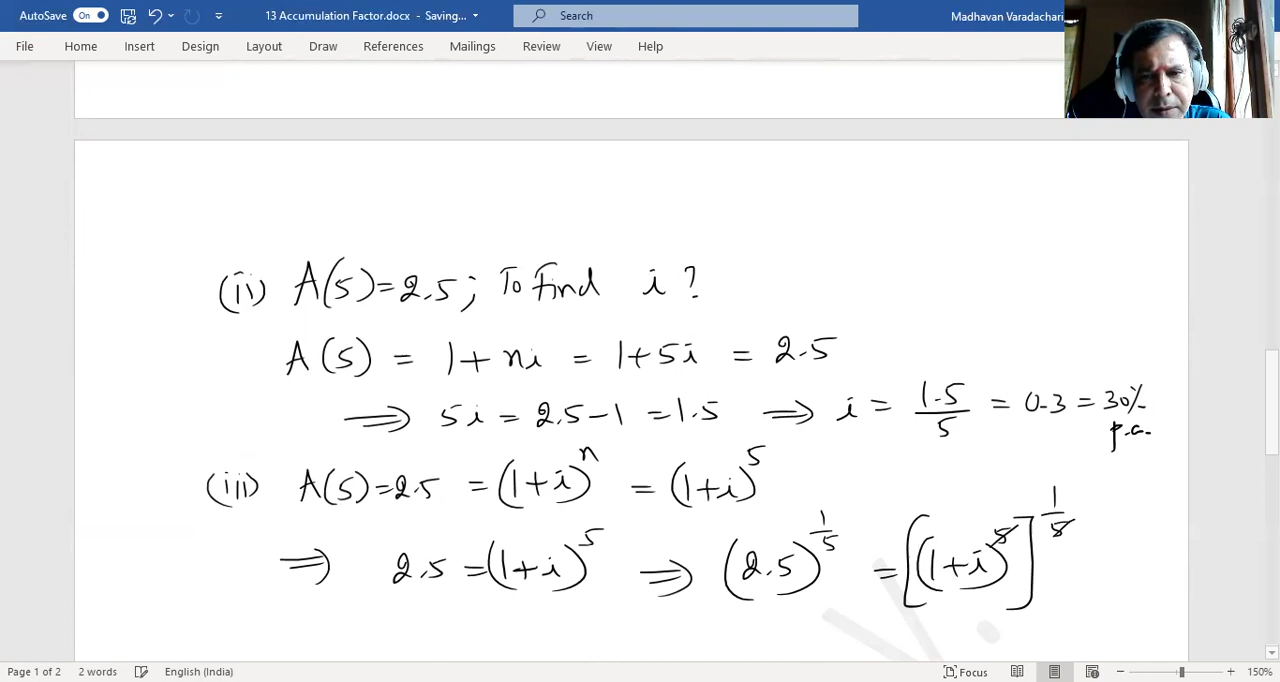 AutoSave On 13 Accumulation Factor.docx - Saving... Search Madhavan Varadachari
File Home Insert Design Layout Draw References Mailings Review View Help
(ii) A(5)=2.5; To Find i?
A(5) = 1+ni = 1+5i = 2.5
⟹ 5i = 2.5-1 = 1.5 ⟹ i = 1.5/5 = 0.3 = 30% p.a.
(iii) A(5)=2.5 = (1+i)^n = (1+i)^5
⟹ 2.5 = (1+i)^5 ⟹ (2.5)^(1/5) = [(1+i)^5]^(1/5)
V.
Page 1 of 2 2 words English (India) Focus 150%